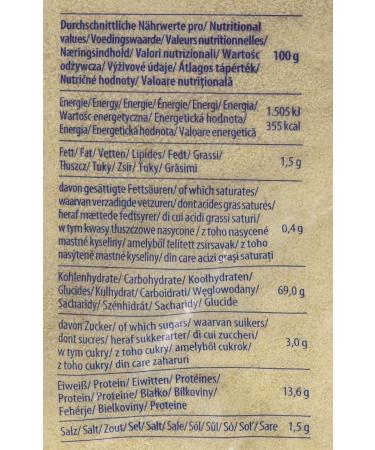 Durchschnittliche Nährwerte pro/ Nutritional
values/ Voedingswaarde/ Valeurs nutritionnelles/
Næringsindhold/ Valori nutrizionali/ Wartość 100 g
odżywcza/ Výživové údaje/ Átlagos tápérték/
Nutričné hodnoty/ Valoare nutrițională
Energie/ Energy/ Energie/ Énergie/ Energi/ Energia/ 1.505 kJ
Wartość energetyczna/ Energetická hodnota/ 355 kcal
Energia/ Energetická hodnota/ Valoare energetică
Fett/ Fat/ Vetten/ Lipides/ Fedt/ Grassi/ 1,5 g
Tłuszcz/ Tuky/ Zsír/ Tuky/ Grăsimi
davon gesättigte Fettsäuren/ of which saturates/
waarvan verzadigde vetzuren/ dont acides gras saturés/
heraf mættede fedtsyrer/ di cui acidi grassi saturi/
w tym kwasy tłuszczowe nasycone/ z toho nasycené 0,4 g
mastné kyseliny/ amelyből telített zsírsavak/ z toho
nasýtené mastné kyseliny/ din care acizi grași saturați
Kohlenhydrate/ Carbohydrate/ Koolhydraten/
Glucides/ Kulhydrat/ Carboidrati/ Węglowodany/ 69,0 g
Sacharidy/ Szénhidrát/ Sacharidy/ Glucide
davon Zucker/ of which sugars/ waarvan suikers/
dont sucres/ heraf sukkerarter/ di cui zuccheri/ 3,0 g
w tym cukry/ z toho cukry/ amelyből cukrok/
z toho cukry/ din care zaharuri
Eiweiß/ Protein/ Eiwitten/ Protéines/
Protein/ Proteine/ Białko/ Bílkoviny/ 13,6 g
Fehérje/ Bielkoviny/ Proteine
Salz/ Salt/ Zout/ Sel/ Salt/ Sale/ Sól/ Sůl/ Só/ Soľ/ Sare 1,5 g